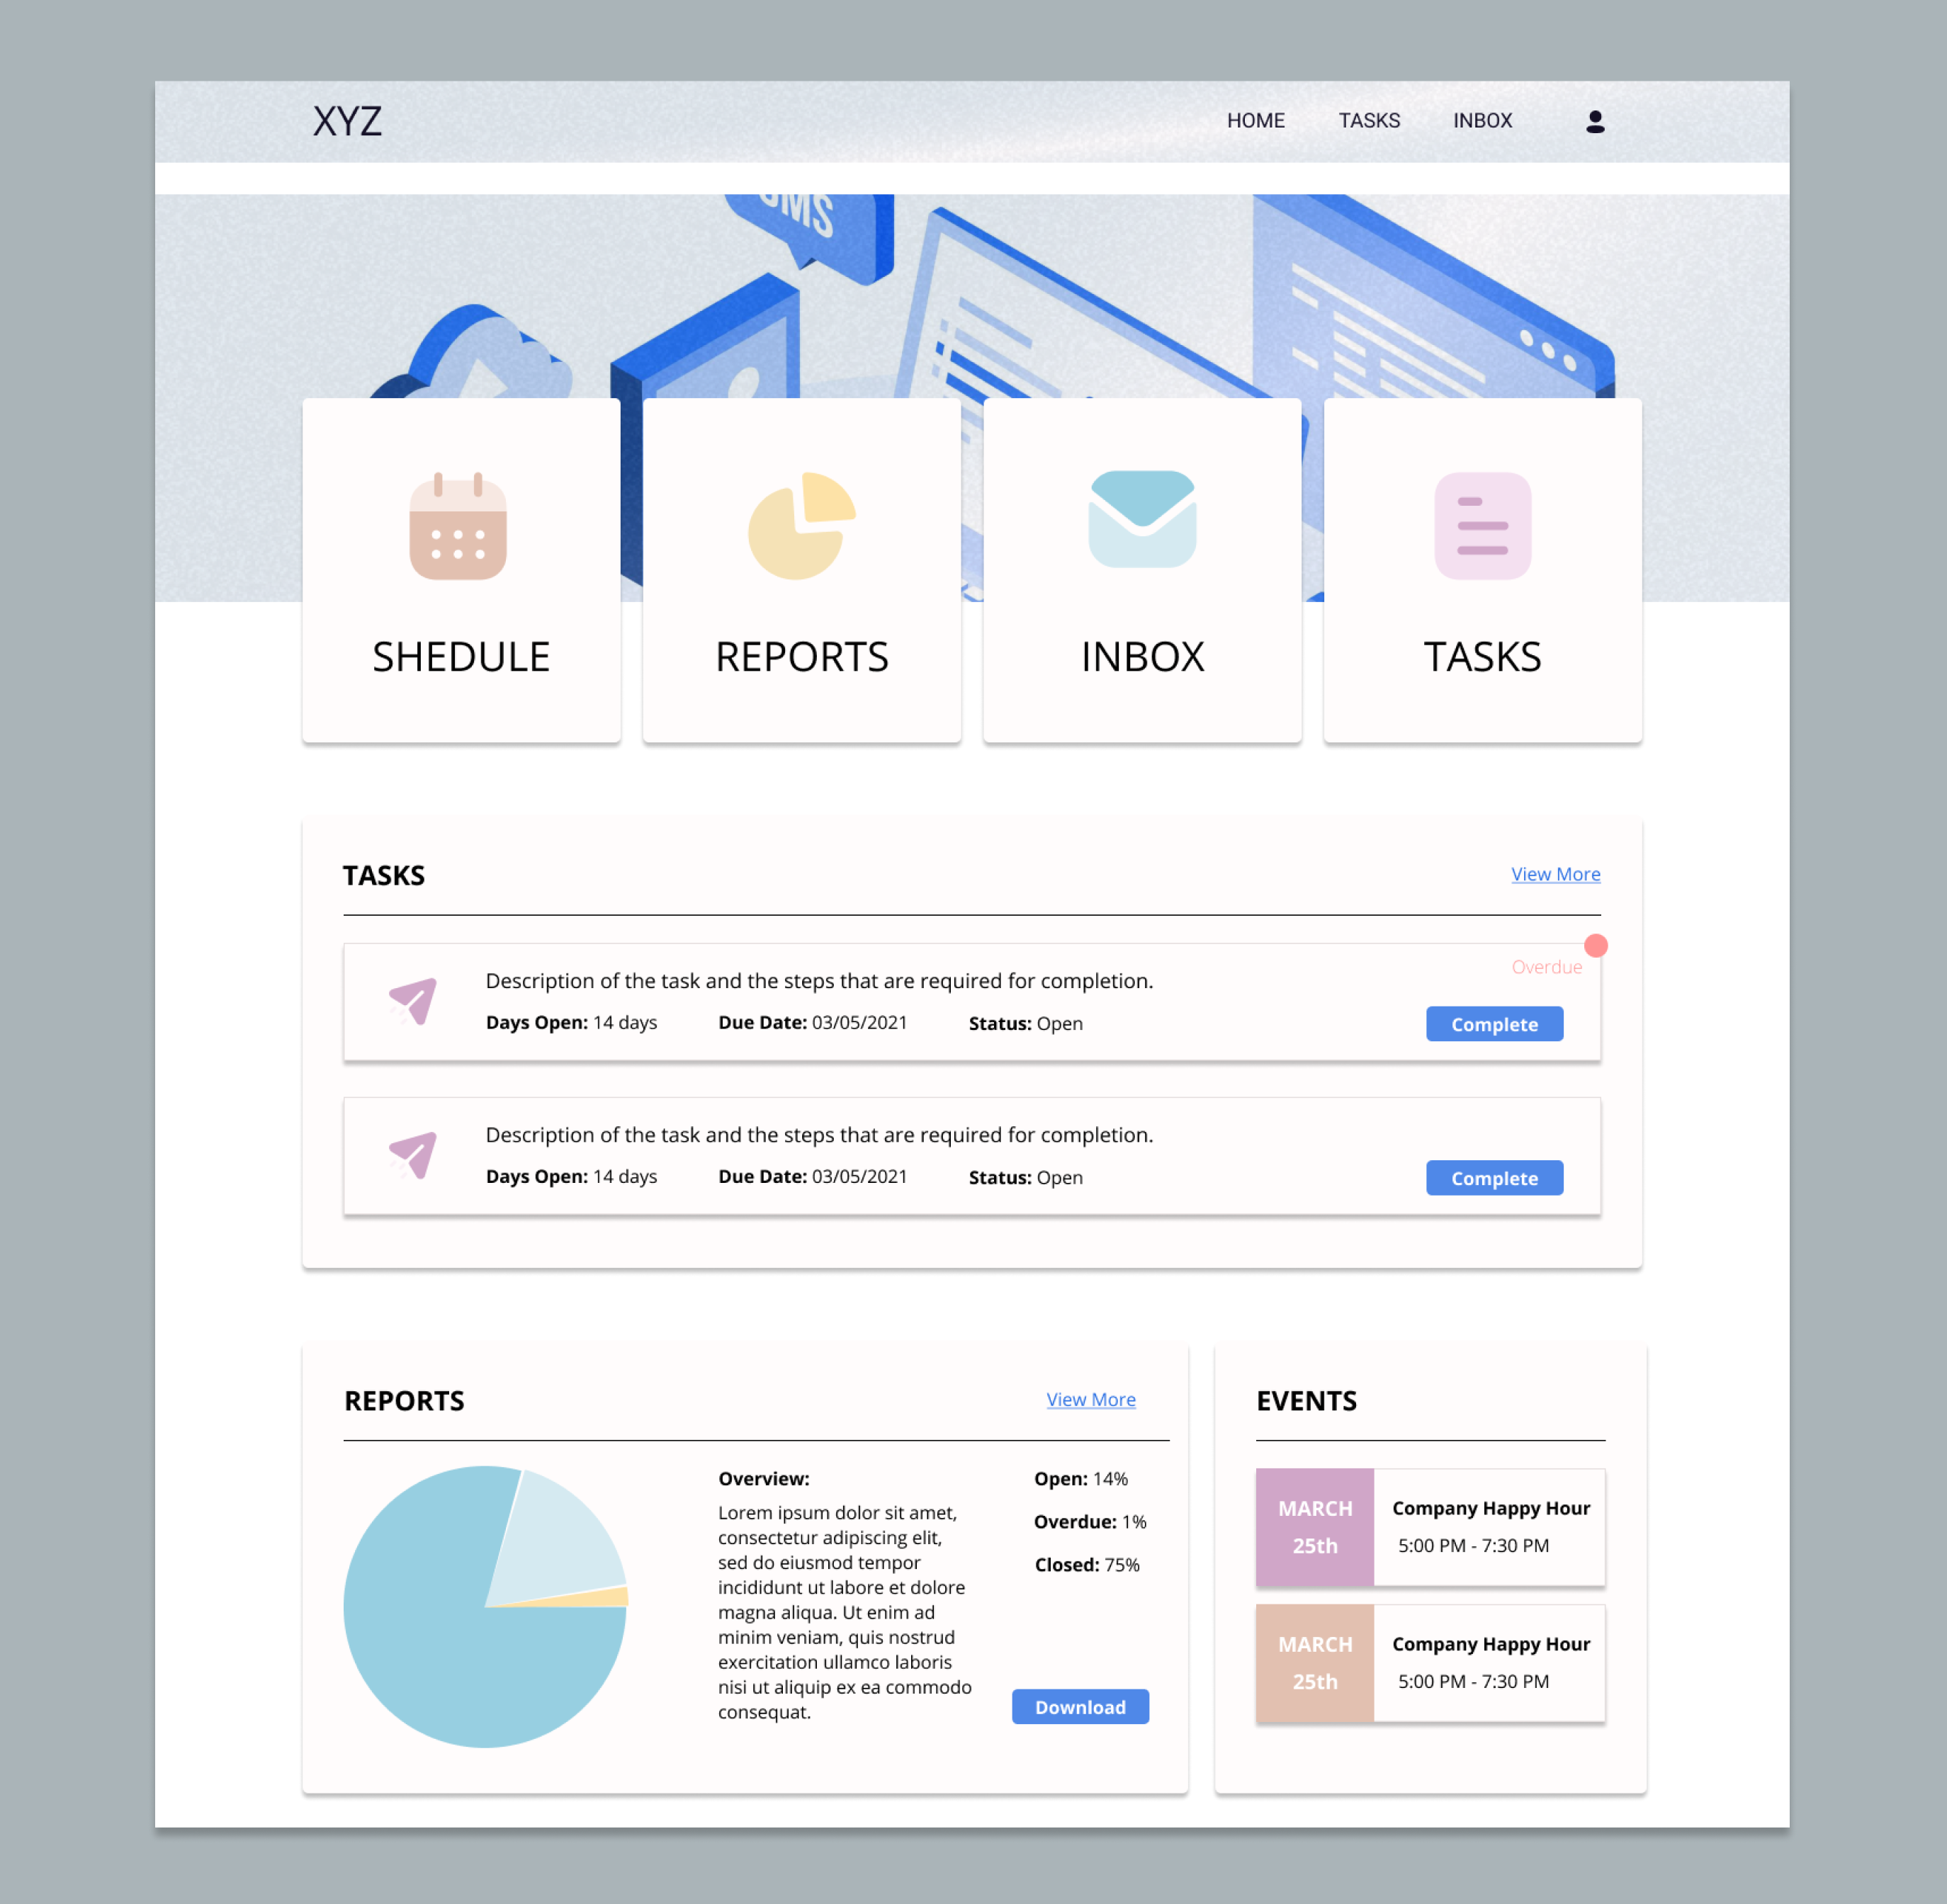 XYZ
HOME TASKS INBOX
SMS
SHEDULE
REPORTS
INBOX
TASKS
TASKS
View More
Overdue
Description of the task and the steps that are required for completion.
Days Open: 14 days Due Date: 03/05/2021 Status: Open
Complete
Description of the task and the steps that are required for completion.
Days Open: 14 days Due Date: 03/05/2021 Status: Open
Complete
REPORTS
View More
Overview:
Lorem ipsum dolor sit amet,
consectetur adipiscing elit,
sed do eiusmod tempor
incididunt ut labore et dolore
magna aliqua. Ut enim ad
minim veniam, quis nostrud
exercitation ullamco laboris
nisi ut aliquip ex ea commodo
consequat.
Open: 14%
Overdue: 1%
Closed: 75%
Download
EVENTS
MARCH
25th
Company Happy Hour
5:00 PM - 7:30 PM
MARCH
25th
Company Happy Hour
5:00 PM - 7:30 PM